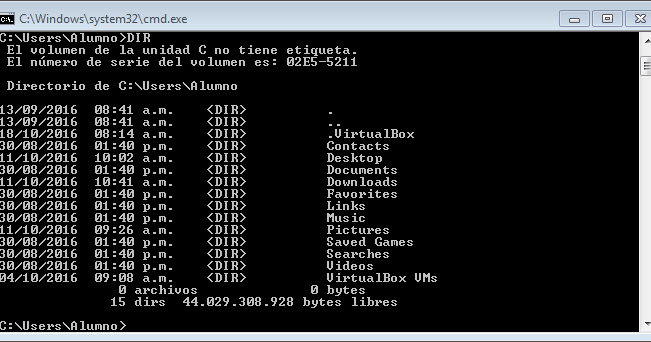 C:\Windows\system32\cmd.exe
C:\Users\Alumno>DIR
El volumen de la unidad C no tiene etiqueta.
El número de serie del volumen es: 02E5-5211
Directorio de C:\Users\Alumno
13/09/2016  08:41 a.m.    <DIR>          .
13/09/2016  08:41 a.m.    <DIR>          ..
18/10/2016  08:14 a.m.    <DIR>          .VirtualBox
30/08/2016  01:40 p.m.    <DIR>          Contacts
11/10/2016  10:02 a.m.    <DIR>          Desktop
30/08/2016  01:40 p.m.    <DIR>          Documents
11/10/2016  10:41 a.m.    <DIR>          Downloads
30/08/2016  01:40 p.m.    <DIR>          Favorites
30/08/2016  01:40 p.m.    <DIR>          Links
30/08/2016  01:40 p.m.    <DIR>          Music
11/10/2016  09:26 a.m.    <DIR>          Pictures
30/08/2016  01:40 p.m.    <DIR>          Saved Games
30/08/2016  01:40 p.m.    <DIR>          Searches
30/08/2016  01:40 p.m.    <DIR>          Videos
04/10/2016  09:08 a.m.    <DIR>          VirtualBox VMs
0 archivos              0 bytes
15 dirs  44.029.308.928 bytes libres
C:\Users\Alumno>